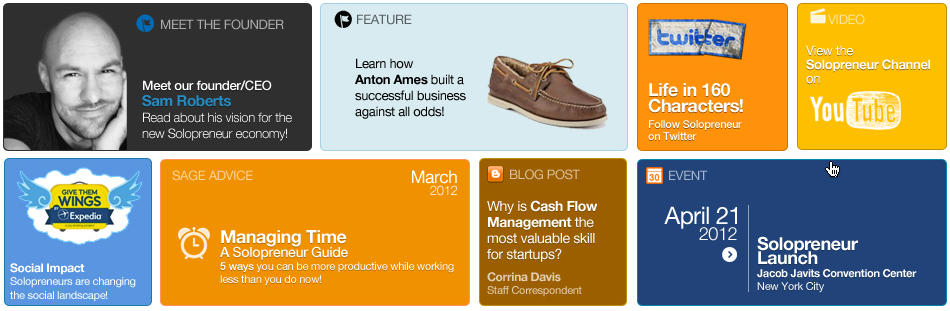 MEET THE FOUNDER
Meet our founder/CEO
Sam Roberts
Read about his vision for the
new Solopreneur economy!
FEATURE
Learn how
Anton Ames built a
successful business
against all odds!
twitter
Life in 160
Characters!
Follow Solopreneur
on Twitter
VIDEO
View the
Solopreneur Channel
on
YouTube
GIVE THEM
WINGS
Expedia
Social Impact
Solopreneurs are changing
the social landscape!
SAGE ADVICE
March
2012
Managing Time
A Solopreneur Guide
5 ways you can be more productive while working
less than you do now!
BLOG POST
Why is Cash Flow
Management the
most valuable skill
for startups?
Corrina Davis
Staff Correspondent
30
EVENT
April 21
2012
Solopreneur
Launch
Jacob Javits Convention Center
New York City